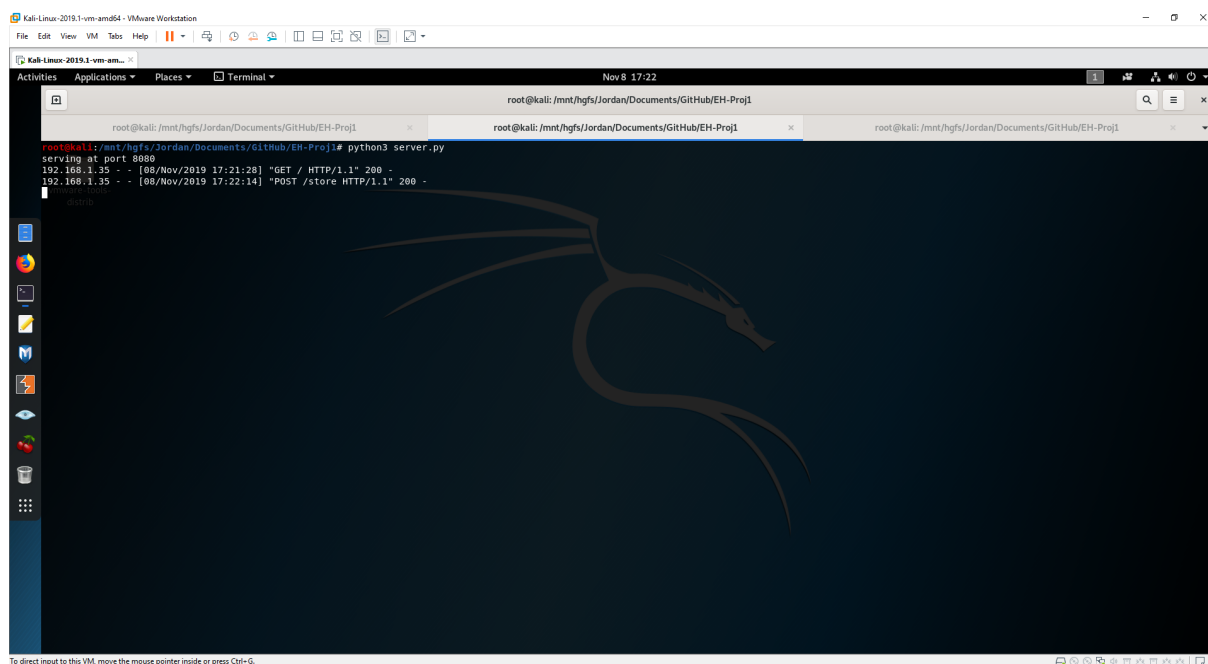 Kali-Linux-2019.1-vm-amd64 - VMware Workstation
File Edit View VM Tabs Help
Kali-Linux-2019.1-vm-am...
Activities Applications Places Terminal Nov 8 17:22 1
root@kali: /mnt/hgfs/Jordan/Documents/GitHub/EH-Proj1
root@kali: /mnt/hgfs/Jordan/Documents/GitHub/EH-Proj1 root@kali: /mnt/hgfs/Jordan/Documents/GitHub/EH-Proj1 root@kali: /mnt/hgfs/Jordan/Documents/GitHub/EH-Proj1
root@kali:/mnt/hgfs/Jordan/Documents/GitHub/EH-Proj1# python3 server.py
serving at port 8080
192.168.1.35 - - [08/Nov/2019 17:21:28] "GET / HTTP/1.1" 200 -
192.168.1.35 - - [08/Nov/2019 17:22:14] "POST /store HTTP/1.1" 200 -
distrib
To direct input to this VM, move the mouse pointer inside or press Ctrl+G.